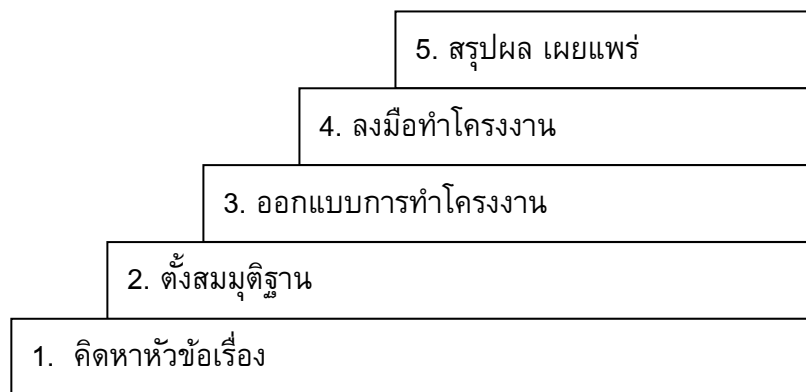 5. สรุปผล เผยแพร่
4. ลงมือทำโครงงาน
3. ออกแบบการทำโครงงาน
2. ตั้งสมมุติฐาน
1. คิดหาหัวข้อเรื่อง